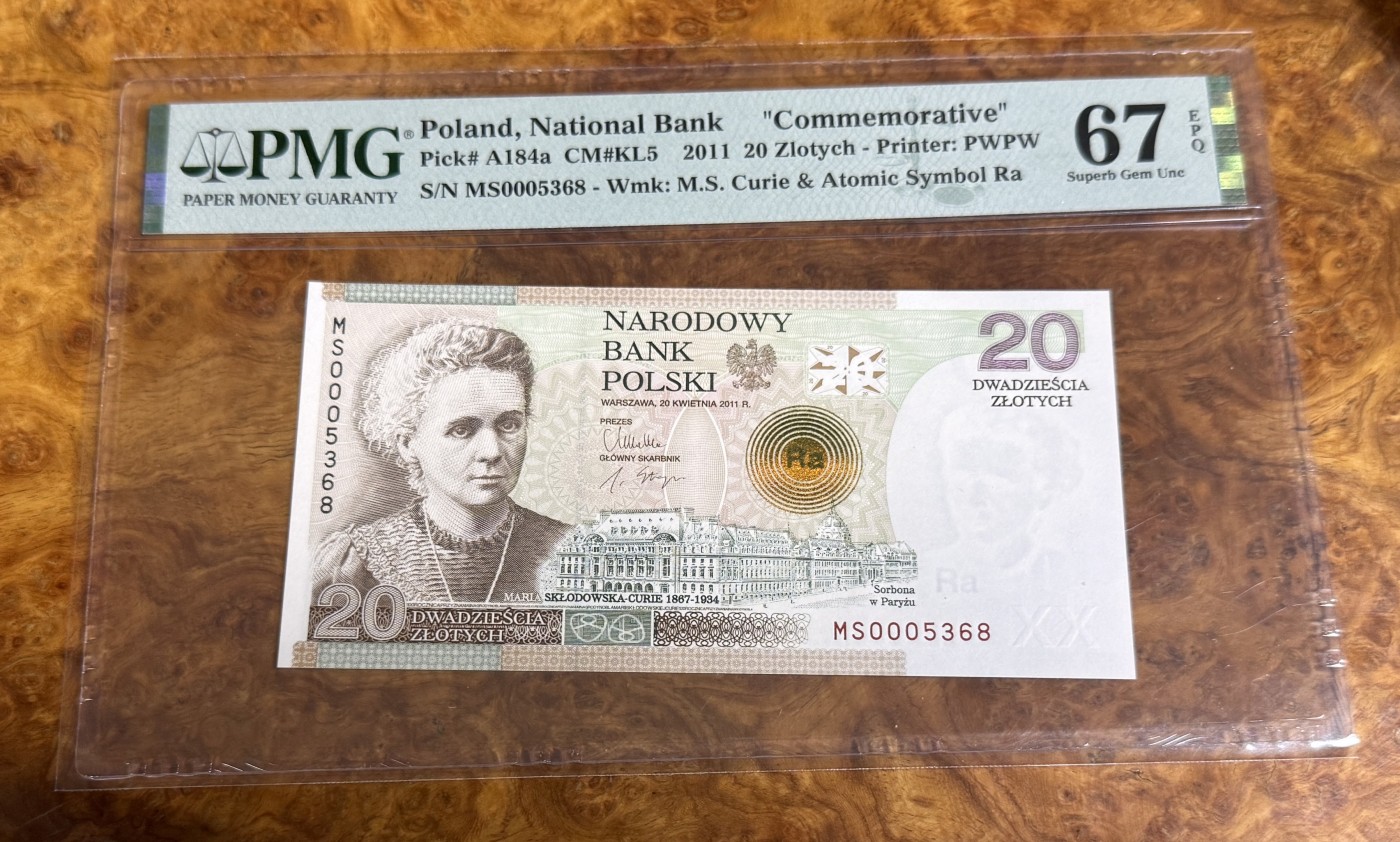 PMG®
PAPER MONEY GUARANTY
Poland, National Bank "Commemorative"
Pick# A184a CM#KL5 2011 20 Zlotych - Printer: PWPW
S/N MS0005368 - Wmk: M.S. Curie & Atomic Symbol Ra
67
EPQ
Superb Gem Unc
MS0005368
NARODOWY
BANK
POLSKI
WARSZAWA, 20 KWIETNIA 2011 R.
PREZES
GŁÓWNY SKARBNIK
Ra
20
DWADZIEŚCIA
ZŁOTYCH
Ra
MARIA SKŁODOWSKA-CURIE 1867-1934
Sorbona
w Paryżu
20
DWADZIEŚCIA
ZŁOTYCH
MS0005368
XX